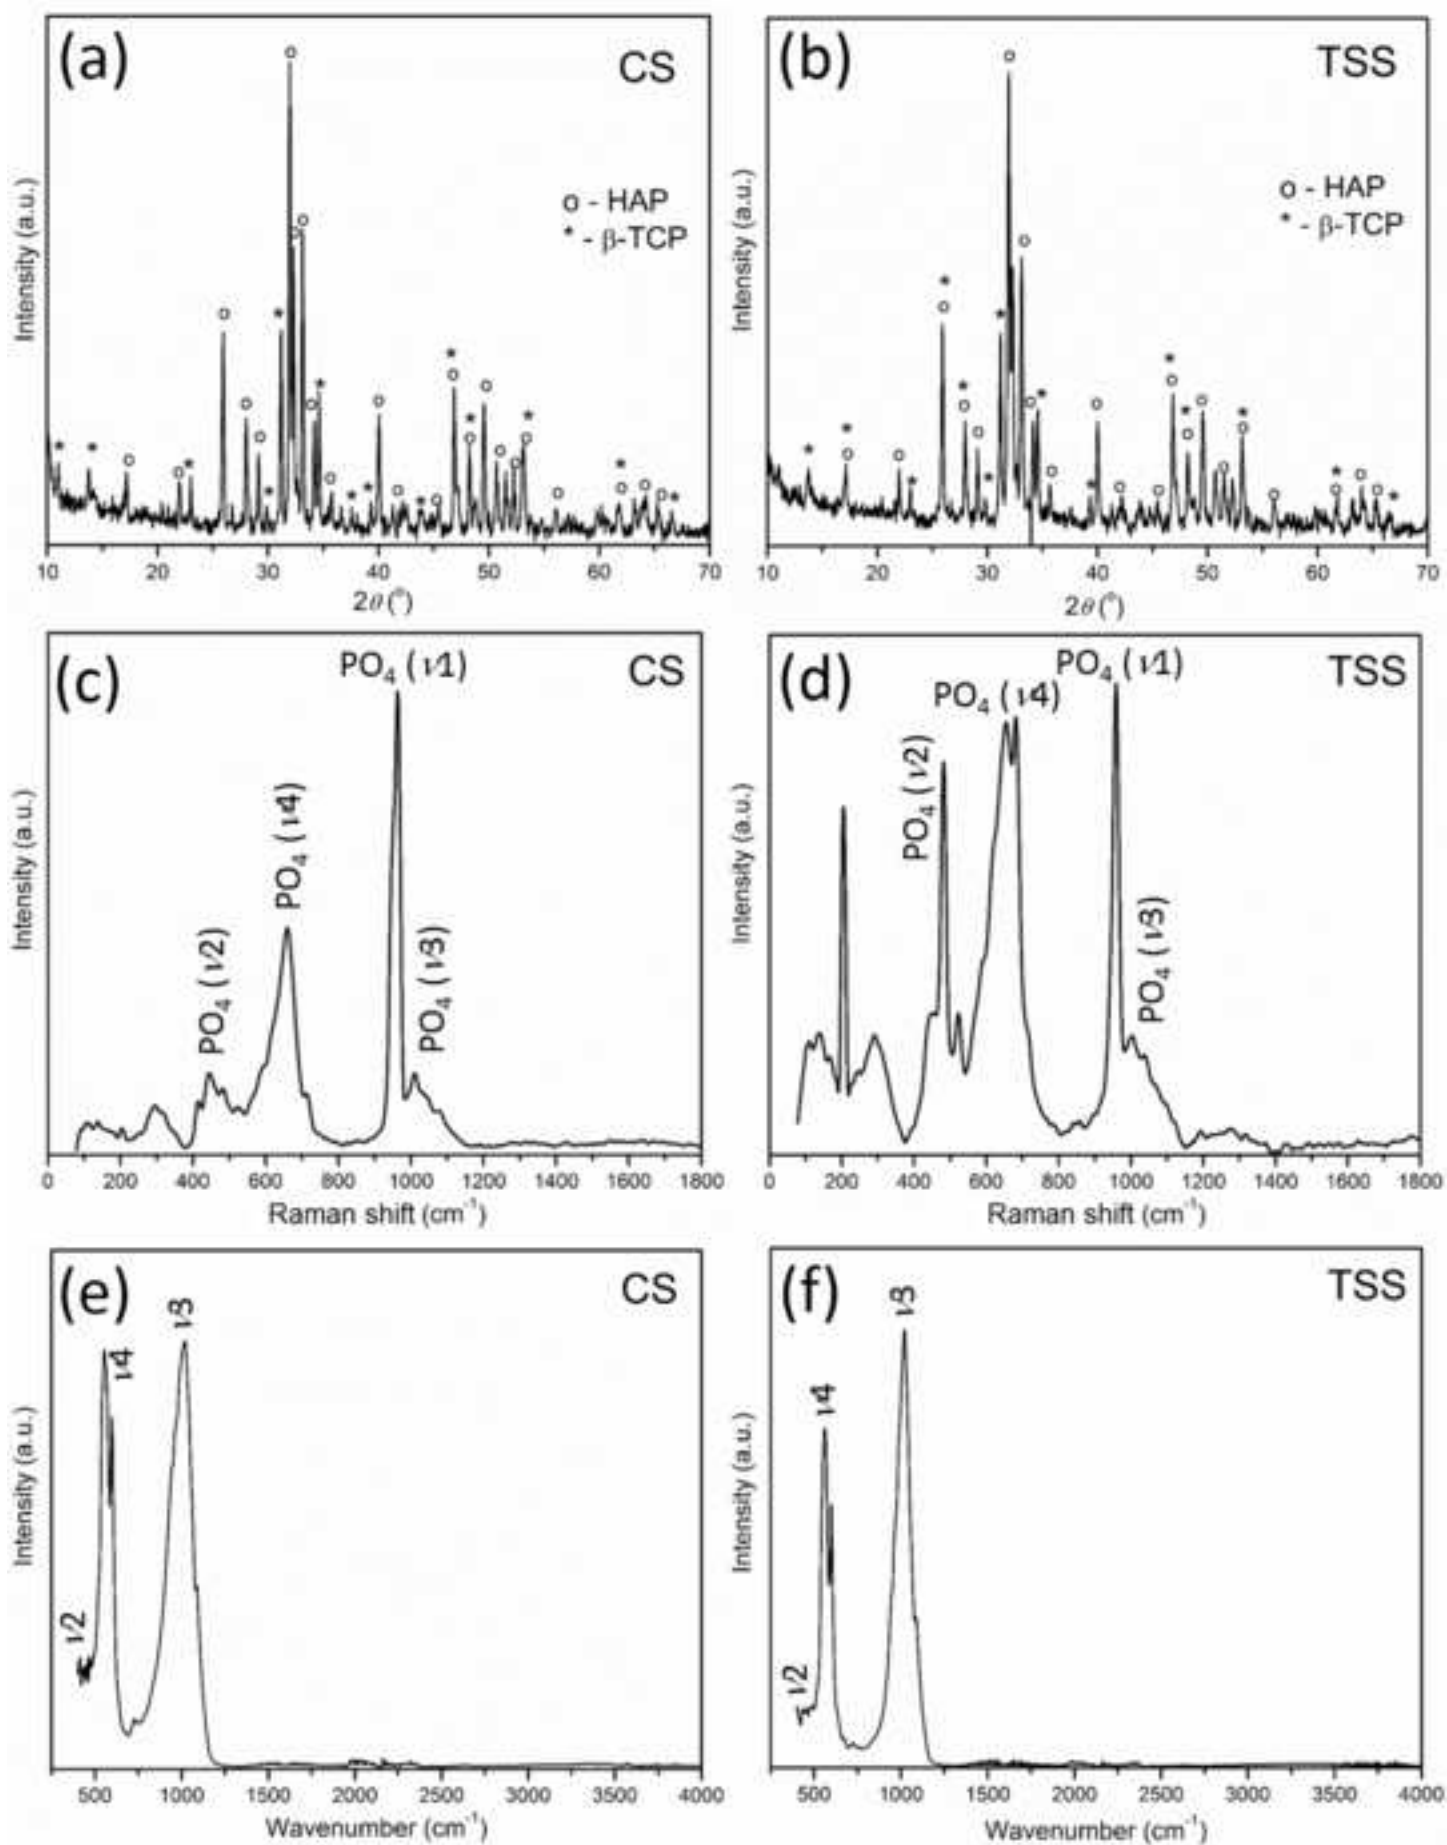 (a)
CS
o - HAP
* - β-TCP
Intensity (a.u.)
10 20 30 40 50 60 70
2θ (°)
(b)
TSS
o - HAP
* - β-TCP
Intensity (a.u.)
10 20 30 40 50 60 70
2θ (°)
(c)
CS
PO₄ (ν1)
PO₄ (ν4)
PO₄ (ν2)
PO₄ (ν3)
Intensity (a.u.)
0 200 400 600 800 1000 1200 1400 1600 1800
Raman shift (cm⁻¹)
(d)
TSS
PO₄ (ν1)
PO₄ (ν4)
PO₄ (ν2)
PO₄ (ν3)
Intensity (a.u.)
0 200 400 600 800 1000 1200 1400 1600 1800
Raman shift (cm⁻¹)
(e)
CS
ν3
ν4
ν2
Intensity (a.u.)
500 1000 1500 2000 2500 3000 3500 4000
Wavenumber (cm⁻¹)
(f)
TSS
ν3
ν4
ν2
Intensity (a.u.)
500 1000 1500 2000 2500 3000 3500 4000
Wavenumber (cm⁻¹)